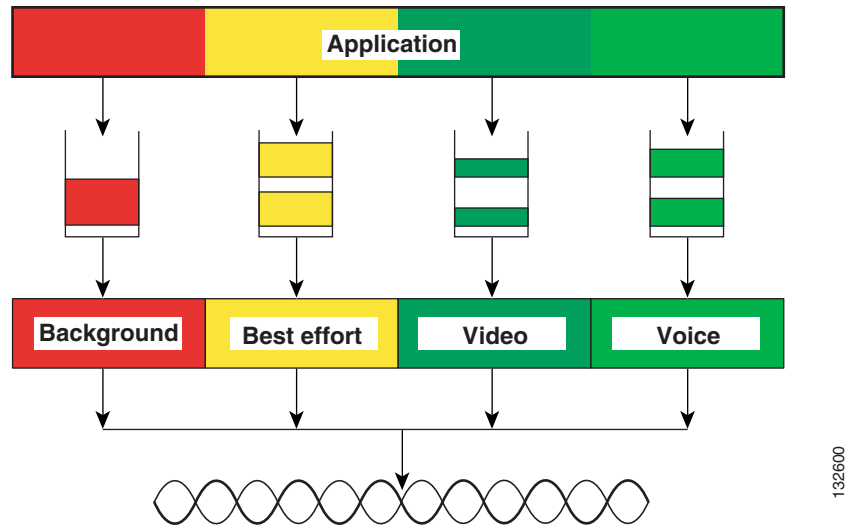 Application
Background
Best effort
Video
Voice
132600